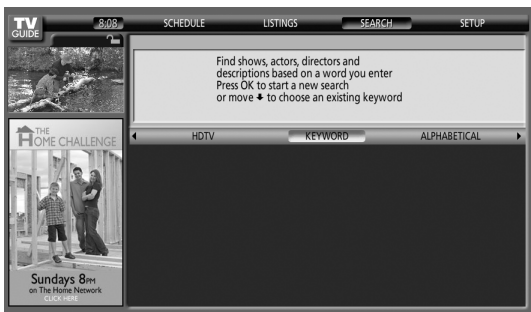 TV
GUIDE
8:08
SCHEDULE LISTINGS SEARCH SETUP
Find shows, actors, directors and
descriptions based on a word you enter
Press OK to start a new search
or move to choose an existing keyword
HDTV KEYWORD ALPHABETICAL
THE
HOME CHALLENGE
Sundays 8PM
on The Home Network
CLICK HERE